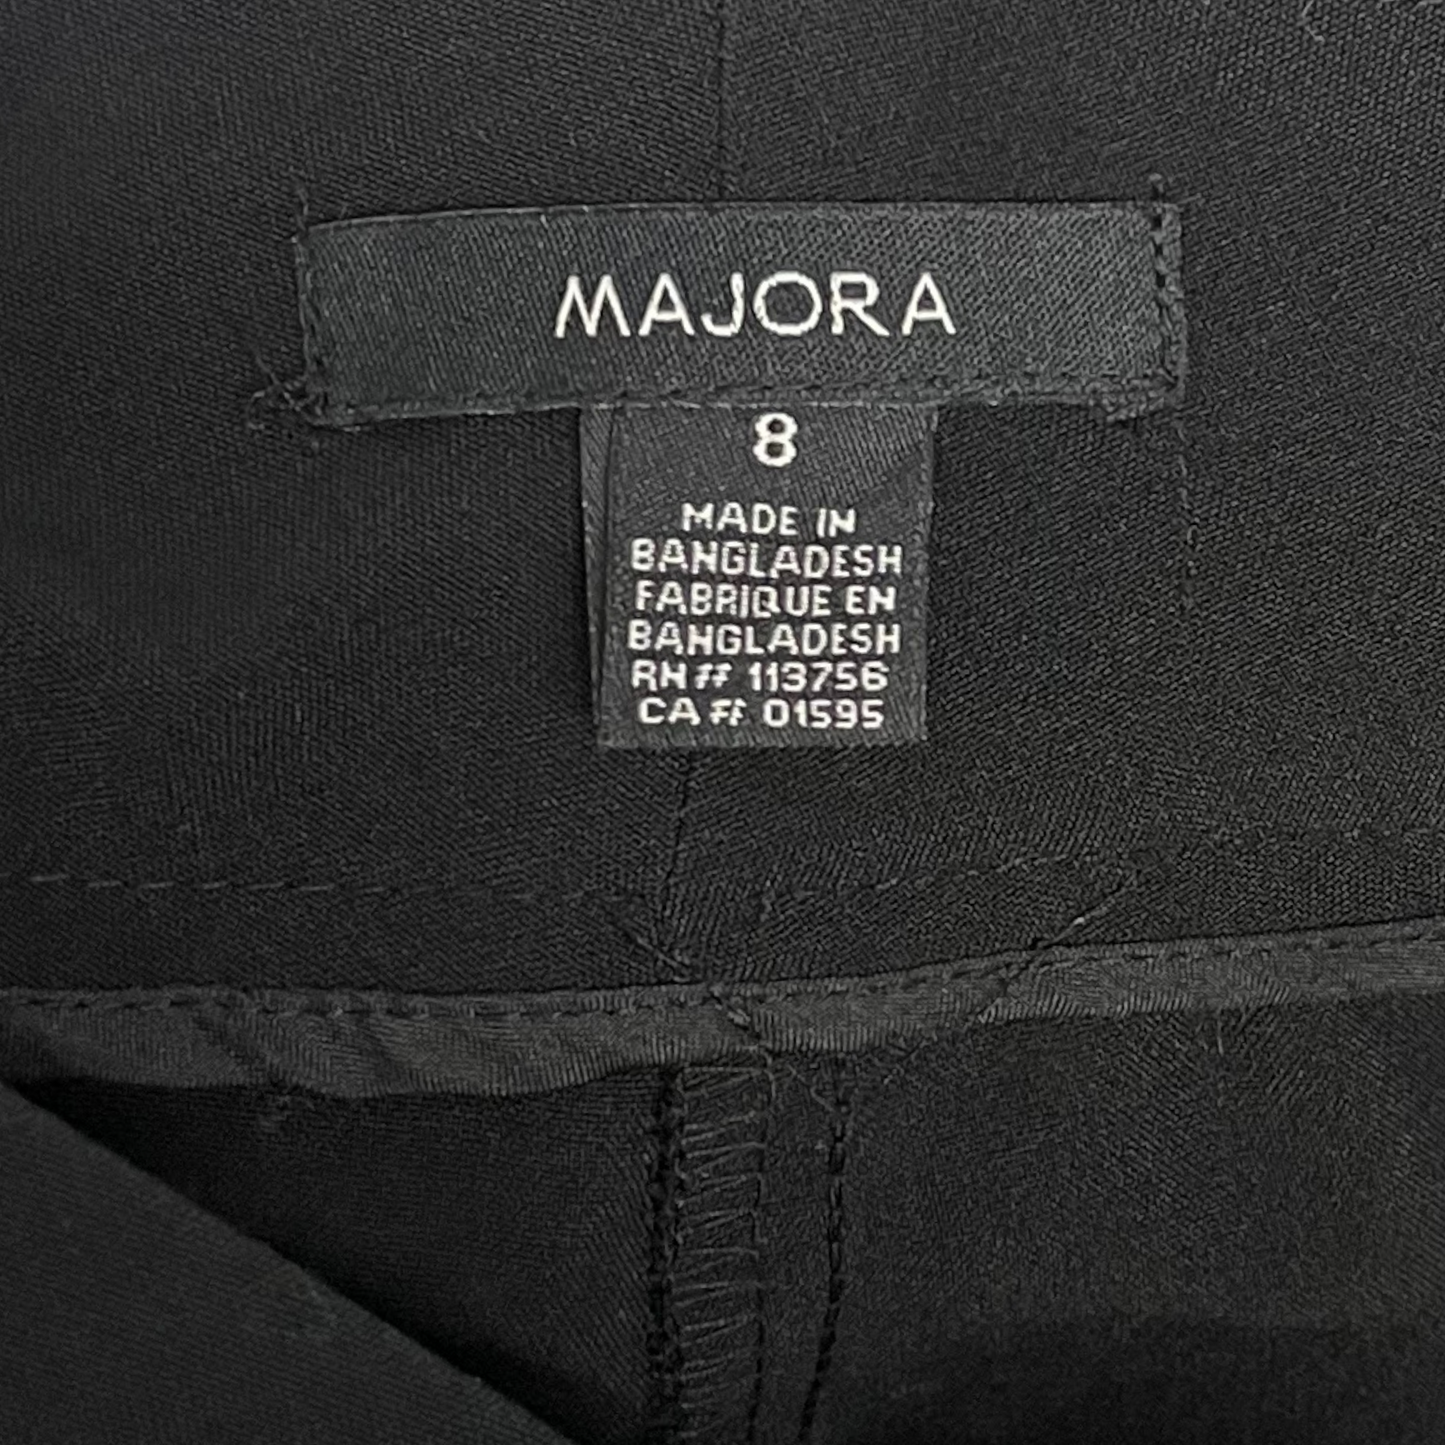 MAJORA
8
MADE IN
BANGLADESH
FABRIQUE EN
BANGLADESH
RN# 113756
CA# 01595